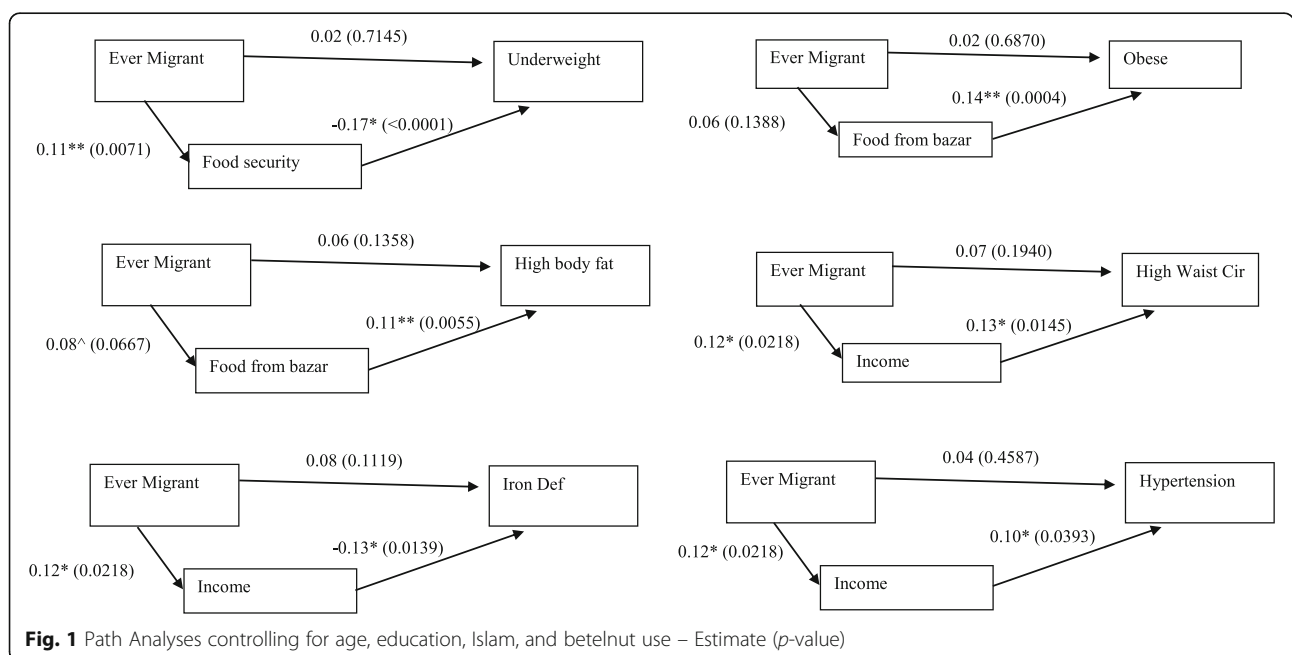 0.02 (0.7145)
Ever Migrant
Underweight
-0.17* (<0.0001)
0.11** (0.0071)
Food security
0.02 (0.6870)
Ever Migrant
Obese
0.14** (0.0004)
0.06 (0.1388)
Food from bazar
0.06 (0.1358)
Ever Migrant
High body fat
0.11** (0.0055)
0.08^ (0.0667)
Food from bazar
0.07 (0.1940)
Ever Migrant
High Waist Cir
0.13* (0.0145)
0.12* (0.0218)
Income
0.08 (0.1119)
Ever Migrant
Iron Def
-0.13* (0.0139)
0.12* (0.0218)
Income
0.04 (0.4587)
Ever Migrant
Hypertension
0.10* (0.0393)
0.12* (0.0218)
Income
Fig. 1 Path Analyses controlling for age, education, Islam, and betelnut use – Estimate (p-value)